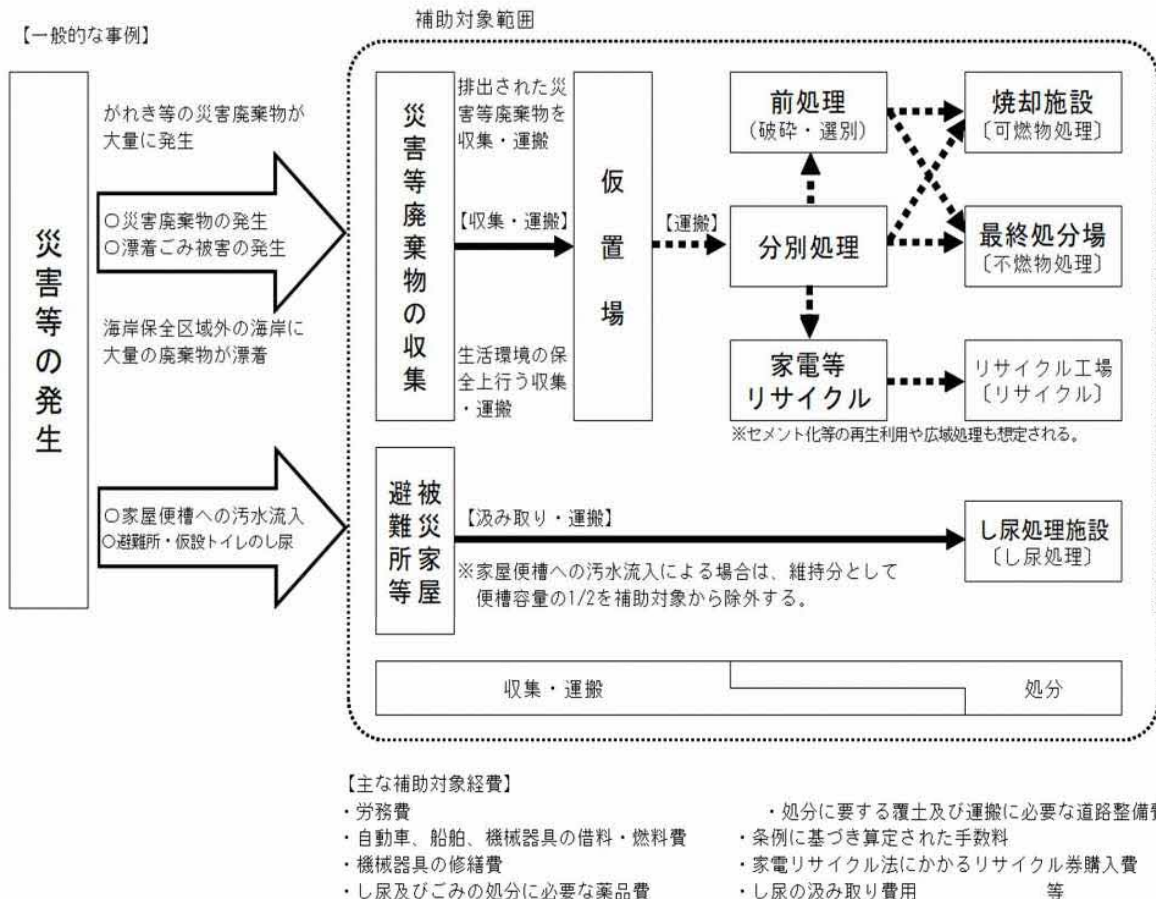 補助対象範囲
【一般的な事例】
災害等の発生
がれき等の災害廃棄物が
大量に発生
○災害廃棄物の発生
○漂着ごみ被害の発生
海岸保全区域外の海岸に
大量の廃棄物が漂着
災害等廃棄物の収集
排出された災
害等廃棄物を
収集・運搬
【収集・運搬】
生活環境の保
全上行う収集
・運搬
仮置場
【運搬】
前処理
(破砕・選別)
分別処理
家電等
リサイクル
焼却施設
〔可燃物処理〕
最終処分場
〔不燃物処理〕
リサイクル工場
〔リサイクル〕
※セメント化等の再生利用や広域処理も想定される。
○家屋便槽への汚水流入
○避難所・仮設トイレのし尿
被災家屋
避難所等
【汲み取り・運搬】
※家屋便槽への汚水流入による場合は、維持分として
便槽容量の1/2を補助対象から除外する。
し尿処理施設
〔し尿処理〕
収集・運搬
処分
【主な補助対象経費】
・労務費
・自動車、船舶、機械器具の借料・燃料費
・機械器具の修繕費
・し尿及びごみの処分に必要な薬品費
・処分に要する覆土及び運搬に必要な道路整備費
・条例に基づき算定された手数料
・家電リサイクル法にかかるリサイクル券購入費
・し尿の汲み取り費用 等